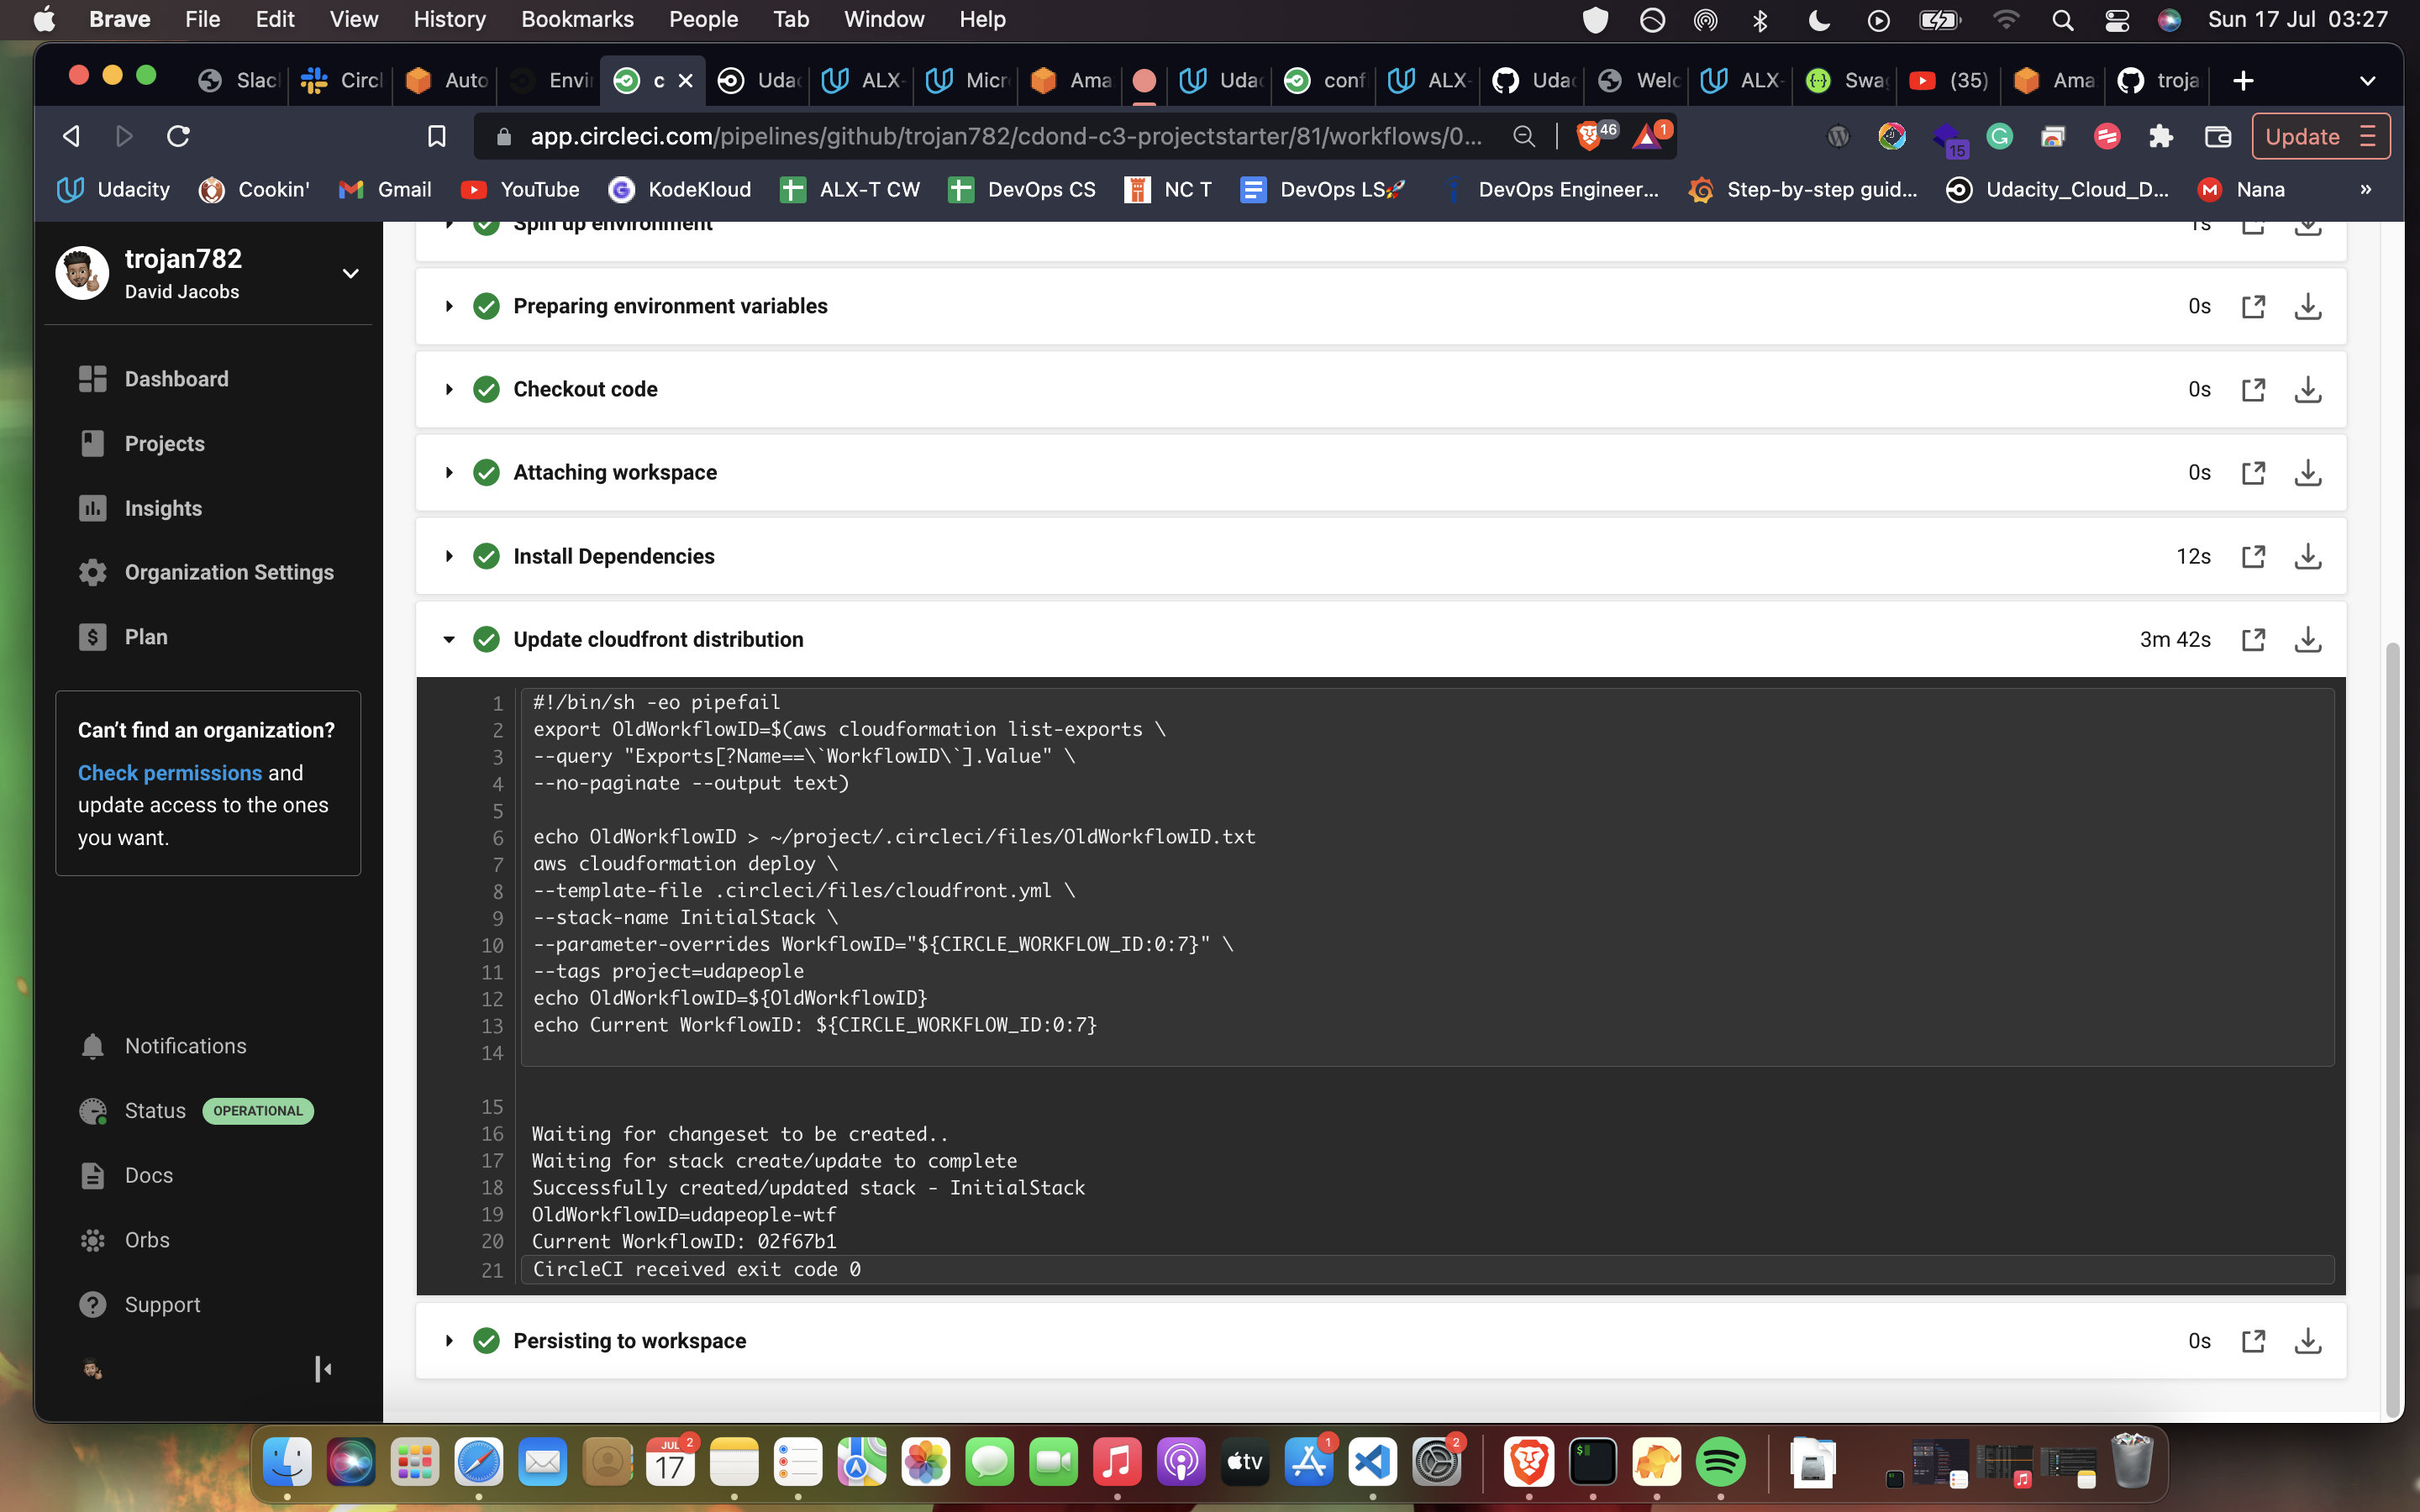 Brave File Edit View History Bookmarks People Tab Window Help Sun 17 Jul 03:27
Slac Circl Auto Envi c Uda ALX- Micr Ama Uda conf ALX- Uda Welc ALX- Swa (35) Ama troja
app.circleci.com/pipelines/github/trojan782/cdond-c3-projectstarter/81/workflows/0... 46 1 15 Update
Udacity Cookin' Gmail YouTube KodeKloud ALX-T CW DevOps CS NC T DevOps LS🚀 DevOps Engineer... Step-by-step guid... Udacity_Cloud_D... Nana »
trojan782
David Jacobs
Dashboard
Projects
Insights
Organization Settings
Plan
Can't find an organization?
Check permissions and
update access to the ones
you want.
Notifications
Status OPERATIONAL
Docs
Orbs
Support
Spin up environment 1s
Preparing environment variables 0s
Checkout code 0s
Attaching workspace 0s
Install Dependencies 12s
Update cloudfront distribution 3m 42s
1 #!/bin/sh -eo pipefail
2 export OldWorkflowID=$(aws cloudformation list-exports \
3 --query "Exports[?Name==\`WorkflowID\`].Value" \
4 --no-paginate --output text)
5
6 echo OldWorkflowID > ~/project/.circleci/files/OldWorkflowID.txt
7 aws cloudformation deploy \
8 --template-file .circleci/files/cloudfront.yml \
9 --stack-name InitialStack \
10 --parameter-overrides WorkflowID="${CIRCLE_WORKFLOW_ID:0:7}" \
11 --tags project=udapeople
12 echo OldWorkflowID=${OldWorkflowID}
13 echo Current WorkflowID: ${CIRCLE_WORKFLOW_ID:0:7}
14
15
16 Waiting for changeset to be created..
17 Waiting for stack create/update to complete
18 Successfully created/updated stack - InitialStack
19 OldWorkflowID=udapeople-wtf
20 Current WorkflowID: 02f67b1
21 CircleCI received exit code 0
Persisting to workspace 0s
JUL 17 2 tv 1 2